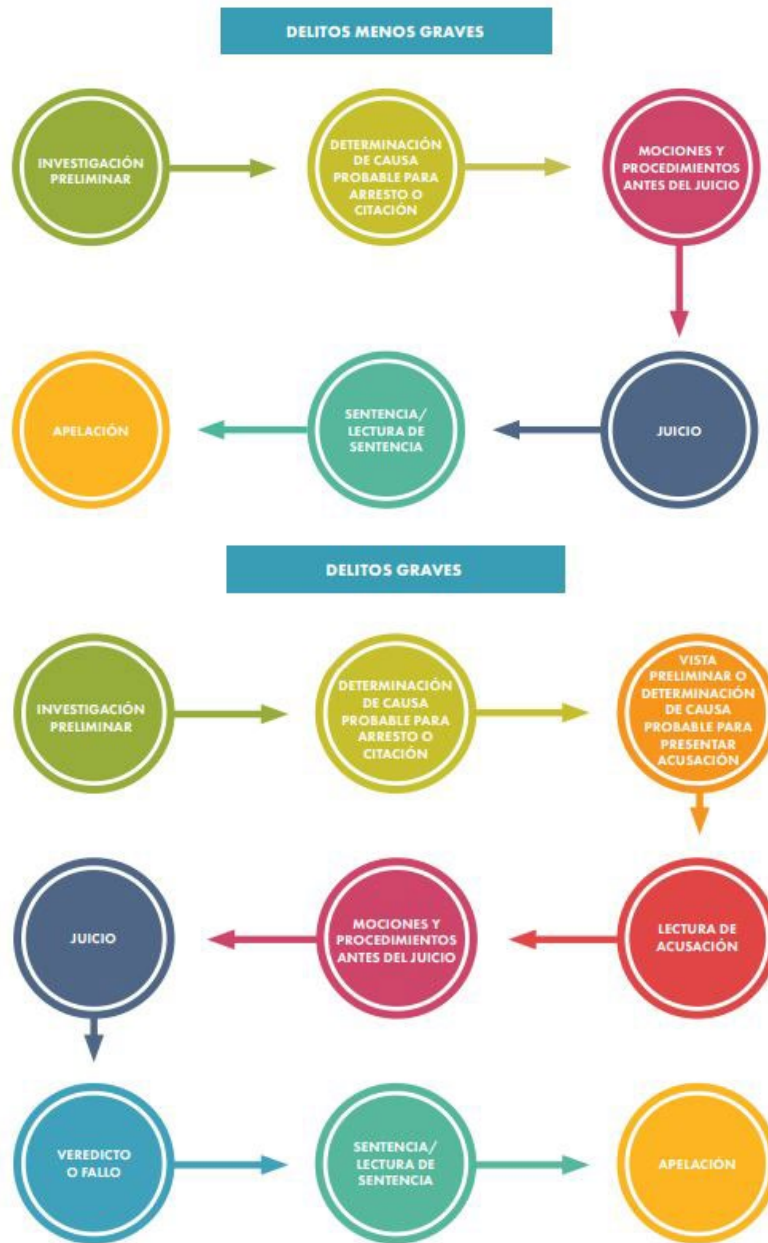 DELITOS MENOS GRAVES
INVESTIGACIÓN
PRELIMINAR
DETERMINACIÓN
DE CAUSA
PROBABLE PARA
ARRESTO O
CITACIÓN
MOCIONES Y
PROCEDIMIENTOS
ANTES DEL JUICIO
JUICIO
SENTENCIA/
LECTURA DE
SENTENCIA
APELACIÓN
DELITOS GRAVES
INVESTIGACIÓN
PRELIMINAR
DETERMINACIÓN
DE CAUSA
PROBABLE PARA
ARRESTO O
CITACIÓN
VISTA
PRELIMINAR O
DETERMINACIÓN
DE CAUSA
PROBABLE PARA
PRESENTAR
ACUSACIÓN
LECTURA DE
ACUSACIÓN
MOCIONES Y
PROCEDIMIENTOS
ANTES DEL JUICIO
JUICIO
VEREDICTO
O FALLO
SENTENCIA/
LECTURA DE
SENTENCIA
APELACIÓN